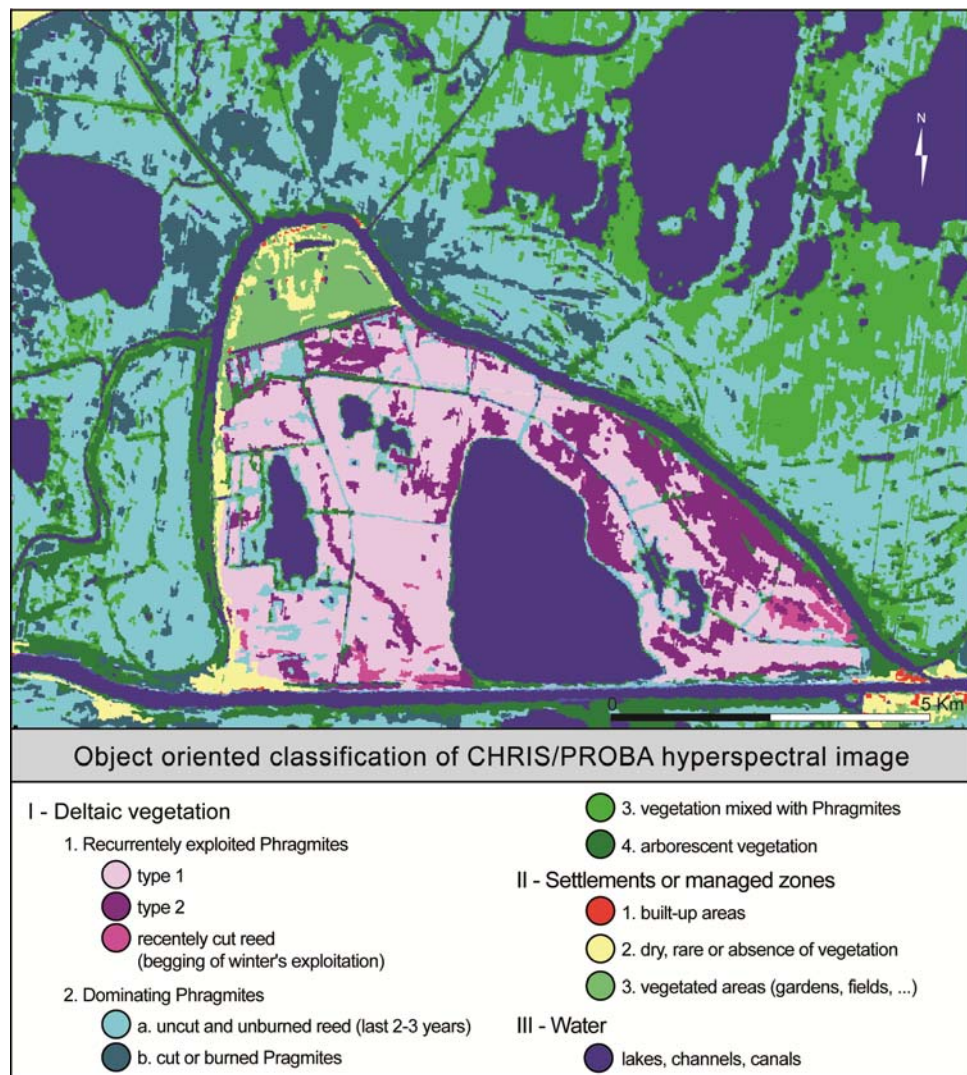 N
0 5 Km
Object oriented classification of CHRIS/PROBA hyperspectral image
I - Deltaic vegetation
1. Recurrentely exploited Phragmites
type 1
type 2
recentely cut reed
(begging of winter's exploitation)
2. Dominating Phragmites
a. uncut and unburned reed (last 2-3 years)
b. cut or burned Pragmites
3. vegetation mixed with Phragmites
4. arborescent vegetation
II - Settlements or managed zones
1. built-up areas
2. dry, rare or absence of vegetation
3. vegetated areas (gardens, fields, ...)
III - Water
lakes, channels, canals